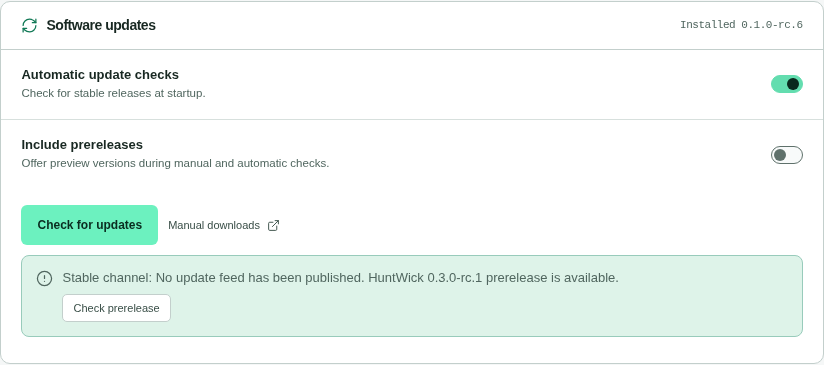 Software updates
Installed 0.1.0-rc.6
Automatic update checks
Check for stable releases at startup.
Include prereleases
Offer preview versions during manual and automatic checks.
Check for updates
Manual downloads
Stable channel: No update feed has been published. HuntWick 0.3.0-rc.1 prerelease is available.
Check prerelease